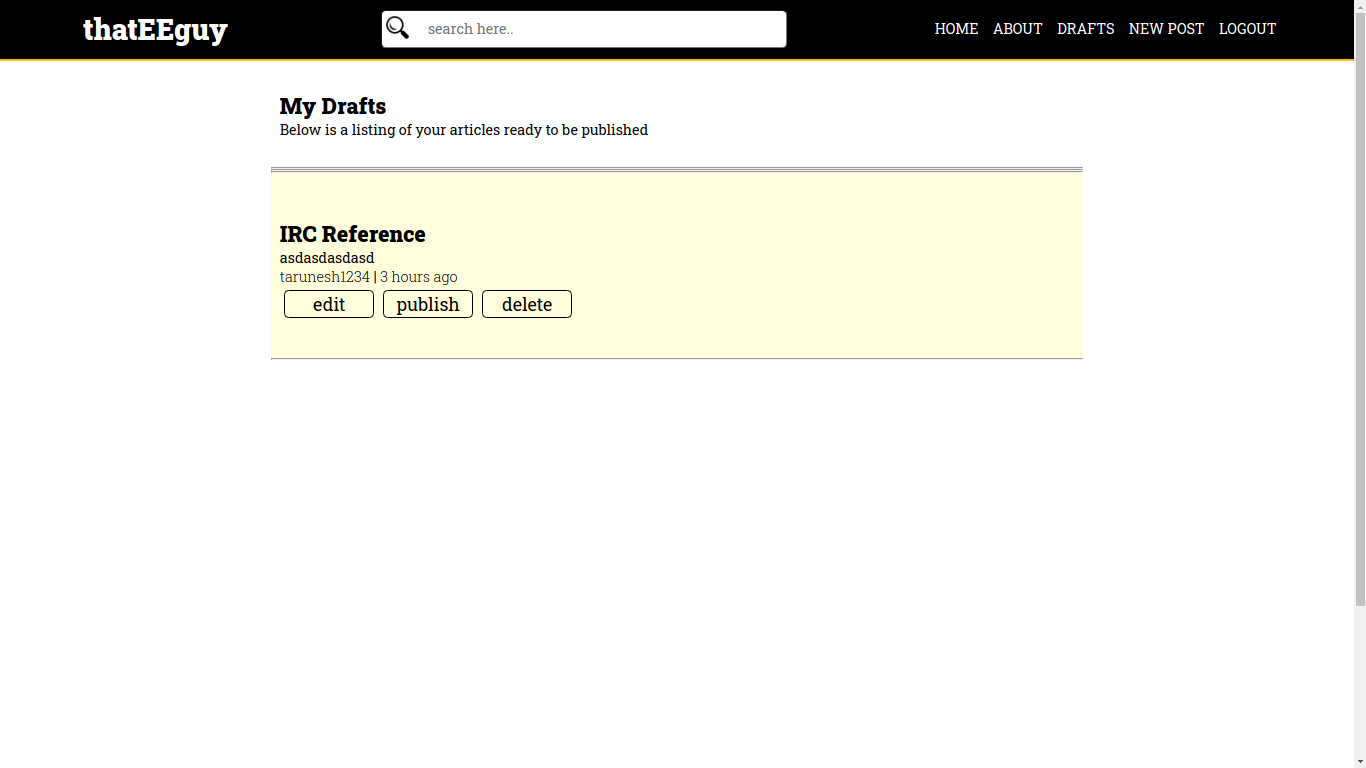 thatEEguy
search here..
HOME ABOUT DRAFTS NEW POST LOGOUT
My Drafts
Below is a listing of your articles ready to be published
IRC Reference
asdasdasdasd
tarunesh1234 | 3 hours ago
edit publish delete